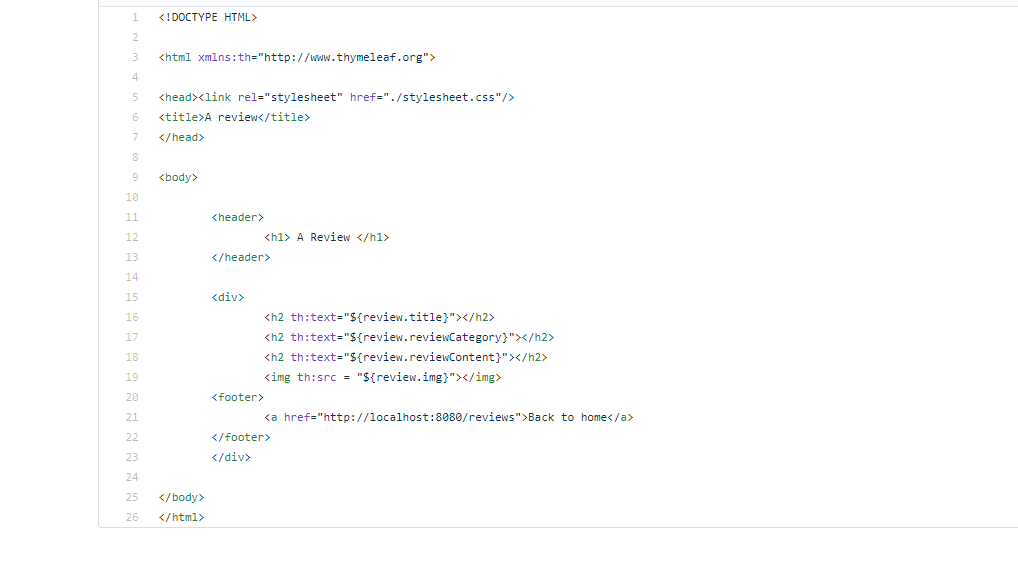 1 <!DOCTYPE HTML>
2
3 <html xmlns:th="http://www.thymeleaf.org">
4
5 <head><link rel="stylesheet" href="./stylesheet.css"/>
6 <title>A review</title>
7 </head>
8
9 <body>
10
11 <header>
12 <h1> A Review </h1>
13 </header>
14
15 <div>
16 <h2 th:text="${review.title}"></h2>
17 <h2 th:text="${review.reviewCategory}"></h2>
18 <h2 th:text="${review.reviewContent}"></h2>
19 <img th:src = "${review.img}"></img>
20 <footer>
21 <a href="http://localhost:8080/reviews">Back to home</a>
22 </footer>
23 </div>
24
25 </body>
26 </html>